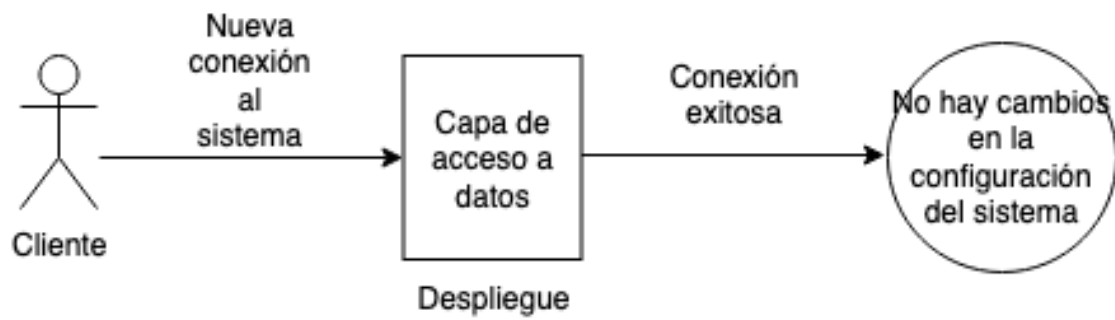 Nueva
conexión
al
sistema
Cliente
Capa de
acceso a
datos
Despliegue
Conexión
exitosa
No hay cambios
en la
configuración
del sistema